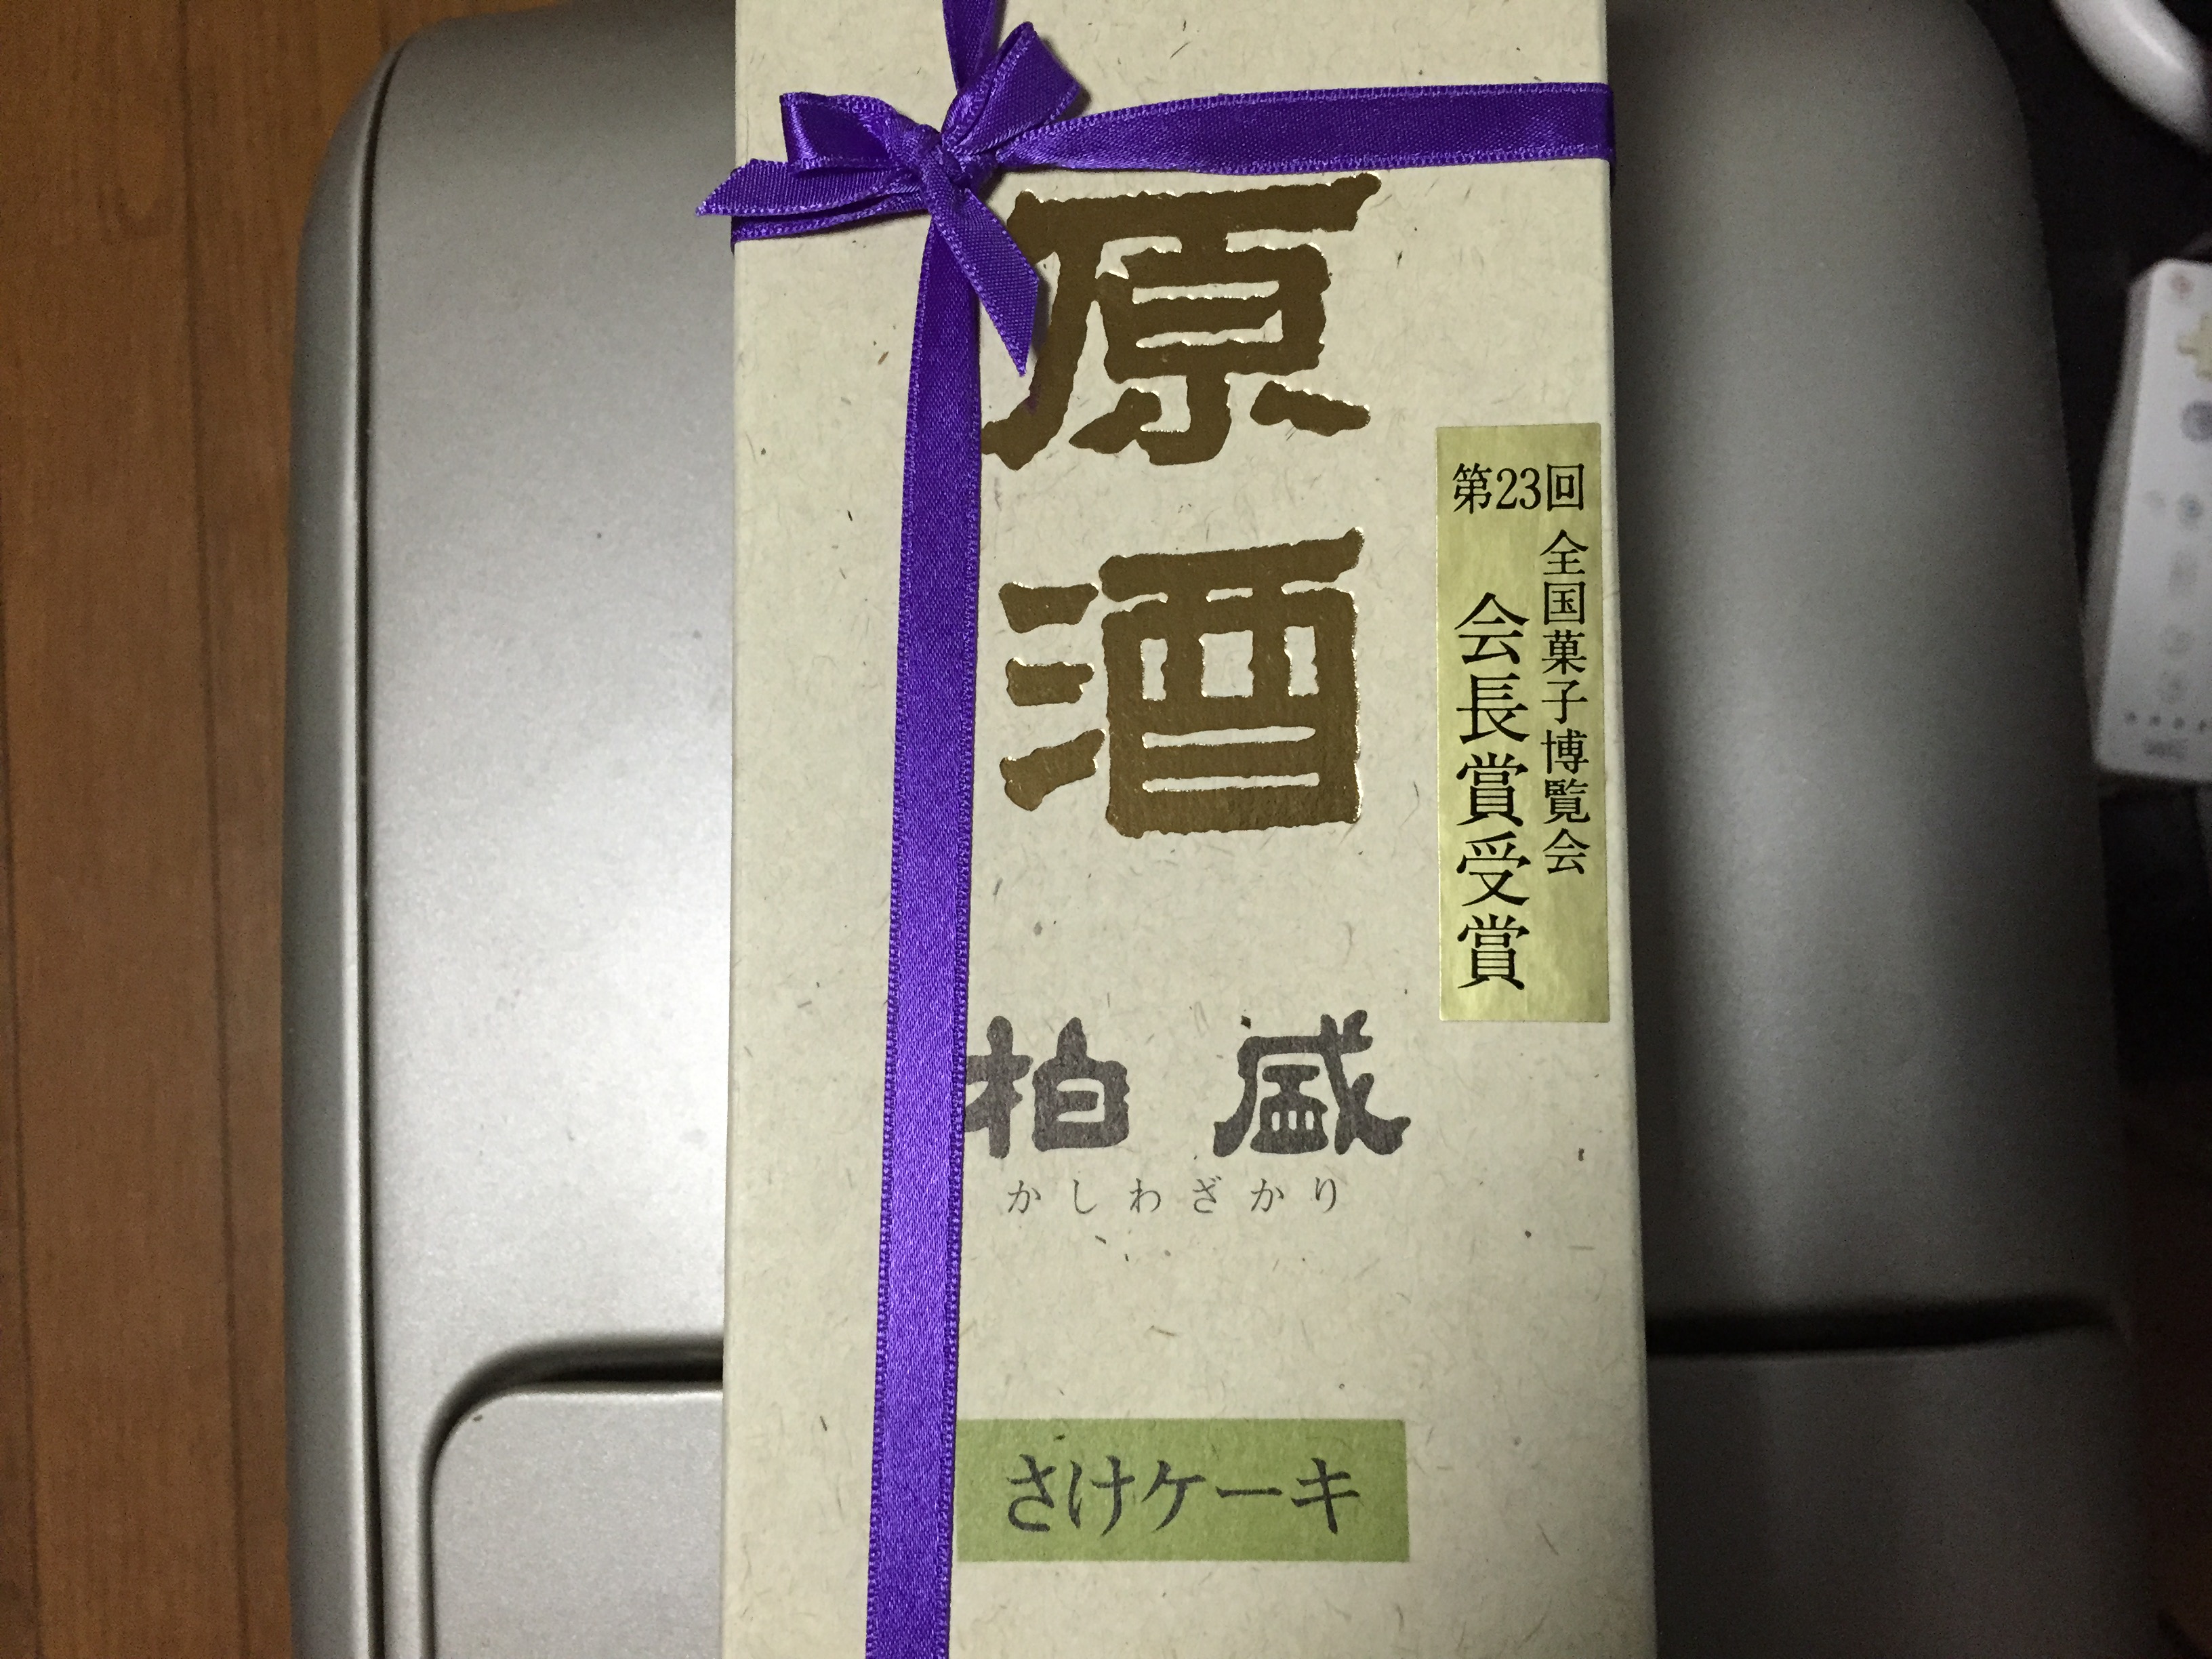 原酒
第23回
全国菓子博覧会
会長賞受賞
柏盛
かしわざかり
さけケーキ